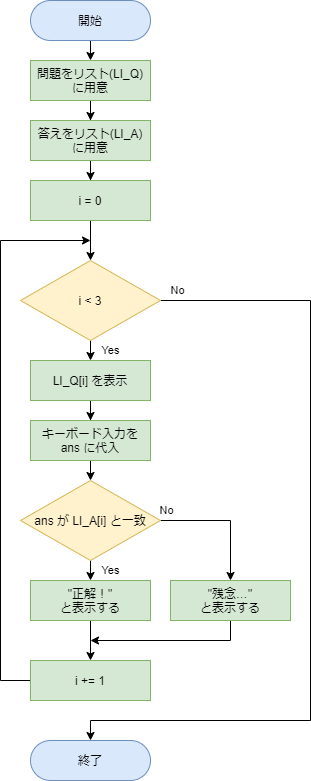 開始
問題をリスト(LI_Q)
に用意
答えをリスト(LI_A)
に用意
i = 0
i < 3
No
Yes
LI_Q[i] を表示
キーボード入力を
ans に代入
ans が LI_A[i] と一致
No
Yes
"正解！"
と表示する
"残念..."
と表示する
i += 1
終了